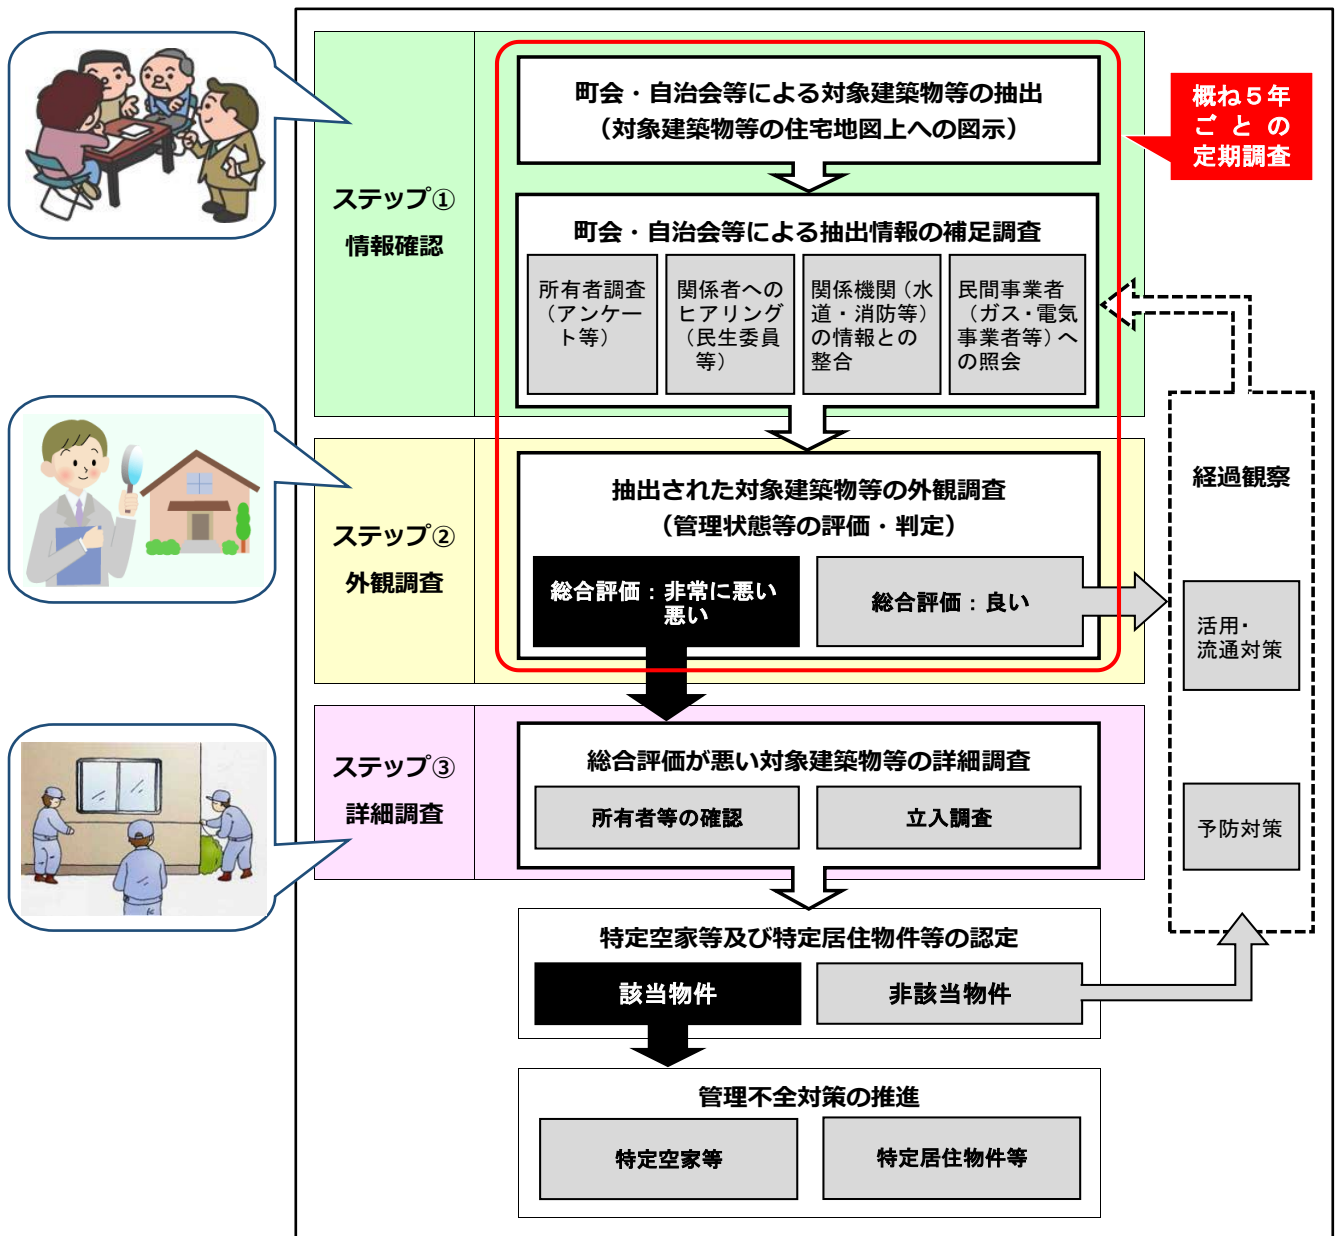 町会・自治会等による対象建築物等の抽出
（対象建築物等の住宅地図上への図示）
概ね５年
ごとの
定期調査
ステップ①
情報確認
町会・自治会等による抽出情報の補足調査
所有者調査
（アンケー
ト等）
関係者への
ヒアリング
（民生委員
等）
関係機関（水
道・消防等）
の情報との
整合
民間事業者
（ガス・電気
事業者等）へ
の照会
ステップ②
外観調査
抽出された対象建築物等の外観調査
（管理状態等の評価・判定）
総合評価：非常に悪い
悪い
総合評価：良い
経過観察
活用・
流通対策
予防対策
ステップ③
詳細調査
総合評価が悪い対象建築物等の詳細調査
所有者等の確認
立入調査
特定空家等及び特定居住物件等の認定
該当物件
非該当物件
管理不全対策の推進
特定空家等
特定居住物件等